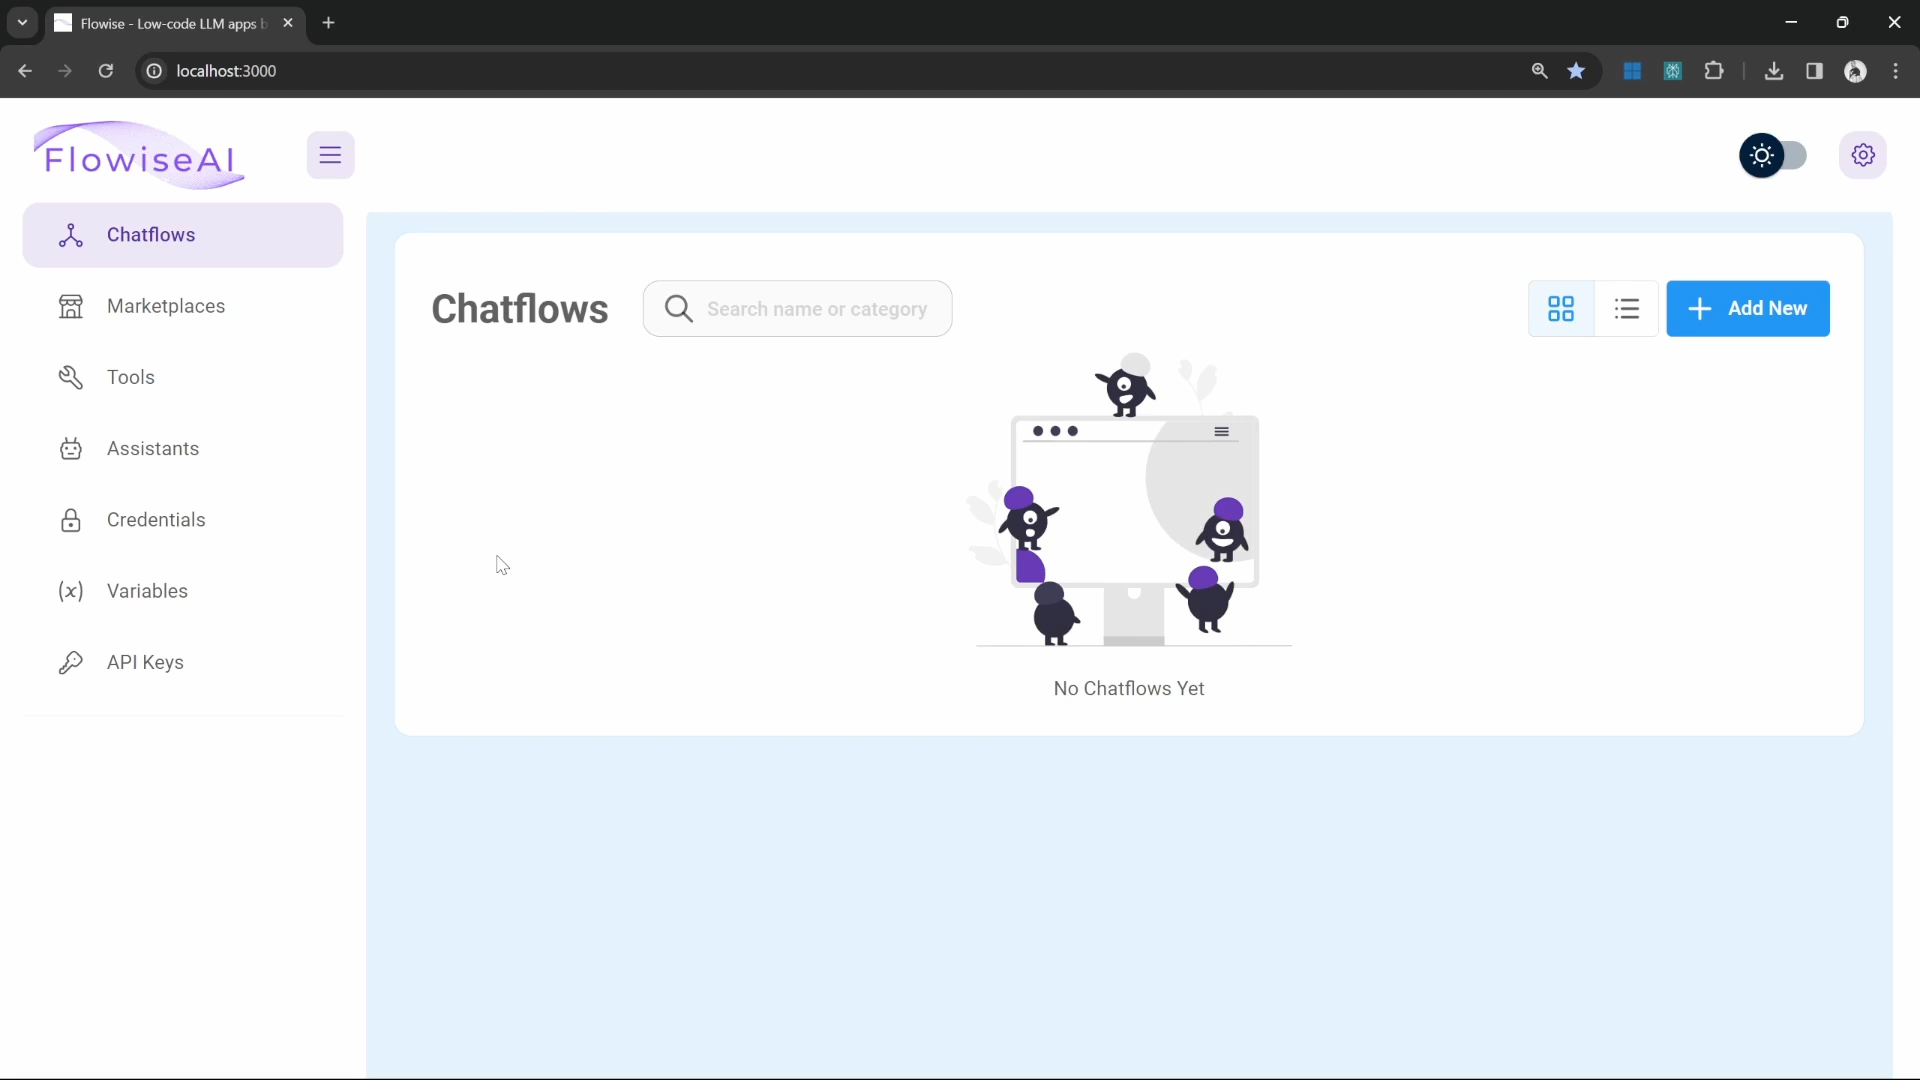 Flowise - Low-code LLM apps b
localhost:3000
FlowiseAI
Chatflows
Marketplaces
Tools
Assistants
Credentials
(x) Variables
API Keys
Chatflows
Search name or category
Add New
No Chatflows Yet